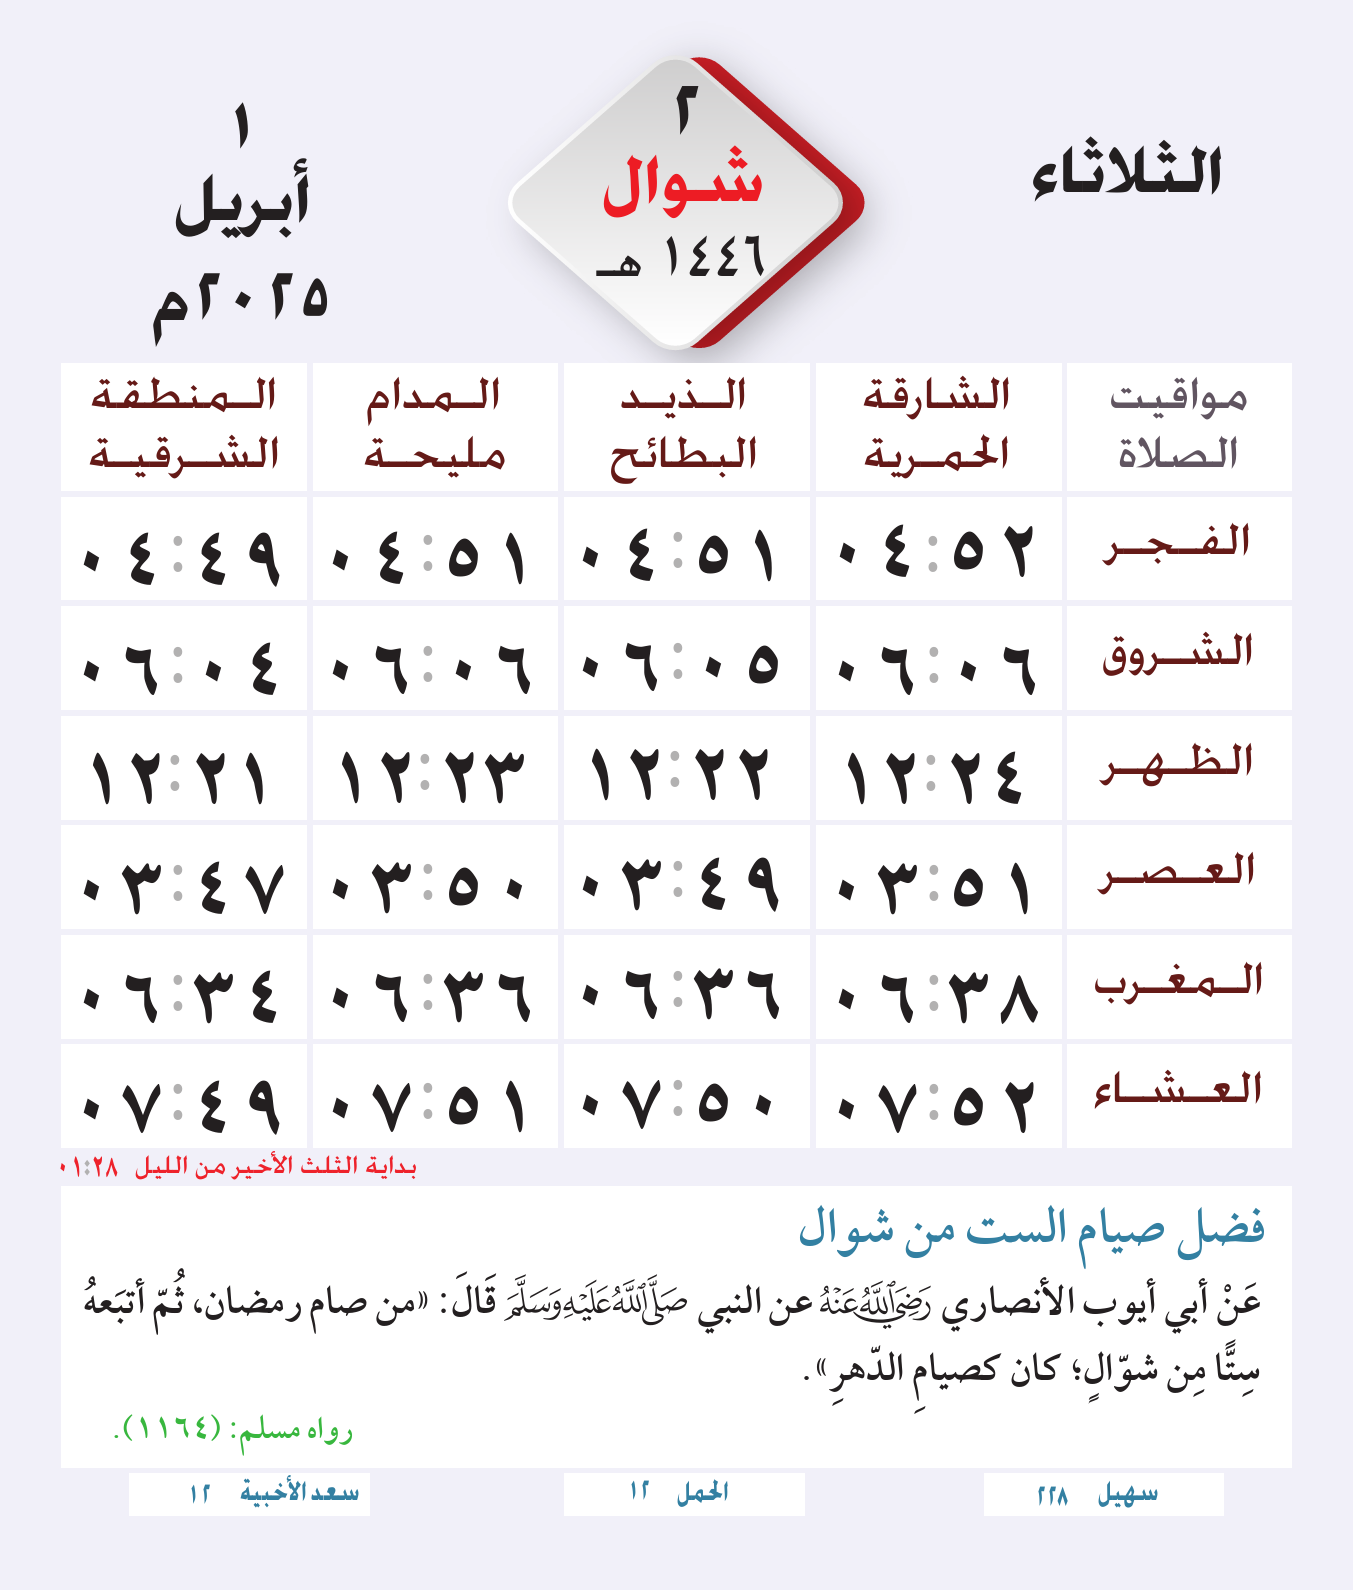 الثلاثاء
٢
شوال
١٤٤٦ هـ
١
أبريل
٢٠٢٥م
مواقيت الصلاة	الشارقة الحمرية	الذيد البطائح	المدام مليحة	المنطقة الشرقية
الفجر	٠٤:٥٢	٠٤:٥١	٠٤:٥١	٠٤:٤٩
الشروق	٠٦:٠٦	٠٦:٠٥	٠٦:٠٦	٠٦:٠٤
الظهر	١٢:٢٤	١٢:٢٢	١٢:٢٣	١٢:٢١
العصر	٠٣:٥١	٠٣:٤٩	٠٣:٥٠	٠٣:٤٧
المغرب	٠٦:٣٨	٠٦:٣٦	٠٦:٣٦	٠٦:٣٤
العشاء	٠٧:٥٢	٠٧:٥٠	٠٧:٥١	٠٧:٤٩
بداية الثلث الأخير من الليل ٠١:٢٨
فضل صيام الست من شوال
عَنْ أبي أيوب الأنصاري رَضِيَ اللَّهُ عَنْهُ عن النبي صَلَّى اللَّهُ عَلَيْهِ وَسَلَّمَ قَالَ: «من صام رمضان، ثُمّ أتبَعهُ
سِتًّا مِن شوّالٍ؛ كان كصيامِ الدّهرِ».
رواه مسلم: (١١٦٤).
سهيل ٢٢٨
الحمل ١٢
سعد الأخبية ١٢